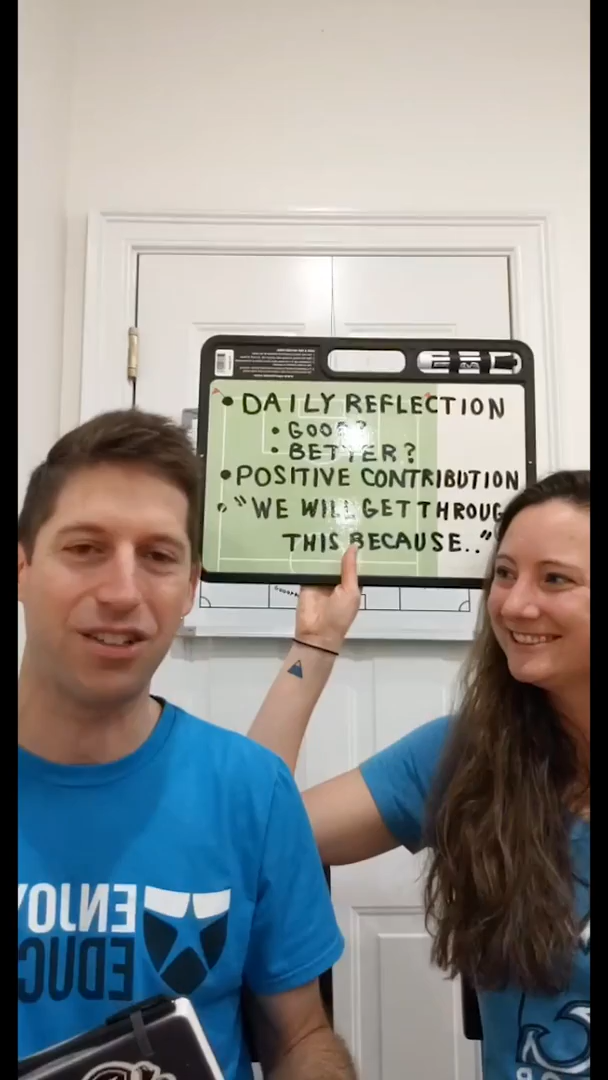 • DAILY REFLECTION
• GOOD?
• BETTER?
• POSITIVE CONTRIBUTION
• "WE WILL GET THROUG
THIS BECAUSE.."
ENJOY
EDUC